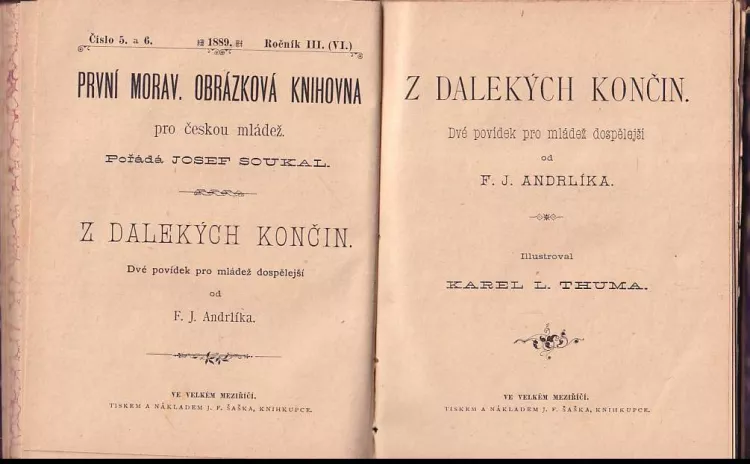 Číslo 5. a 6. 1889. Ročník III. (VI.)
PRVNÍ MORAV. OBRÁZKOVÁ KNIHOVNA
pro českou mládež.
Pořádá JOSEF SOUKAL.
Z DALEKÝCH KONČIN.
Dvé povídek pro mládež dospělejší
od
F. J. Andrlíka.
VE VELKÉM MEZIŘÍČÍ.
TISKEM A NÁKLADEM J. F. ŠAŠKA, KNIHKUPCE.
Z DALEKÝCH KONČIN.
Dvé povídek pro mládež dospělejší
od
F. J. ANDRLÍKA.
Illustroval
KAREL L. THUMA.
VE VELKÉM MEZIŘÍČÍ.
TISKEM A NÁKLADEM J. F. ŠAŠKA, KNIHKUPCE.